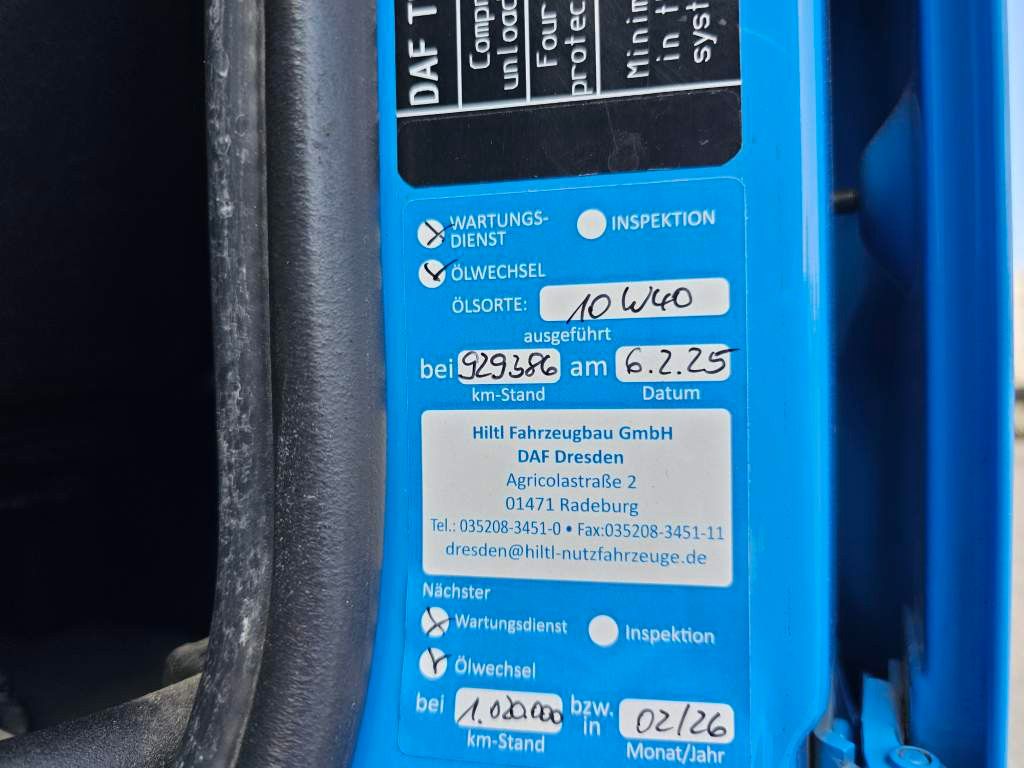 DAF T
Comp
unload
Four
protec
Minim
in t
syst
WARTUNGS-
DIENST
INSPEKTION
ÖLWECHSEL
ÖLSORTE: 10W40
ausgeführt
bei 929386 am 6.2.25
km-Stand Datum
Hiltl Fahrzeugbau GmbH
DAF Dresden
Agricolastraße 2
01471 Radeburg
Tel.: 035208-3451-0 • Fax:035208-3451-11
dresden@hiltl-nutzfahrzeuge.de
Nächster
Wartungsdienst Inspektion
Ölwechsel
bei 1.020.000 bzw. in 02/26
km-Stand Monat/Jahr